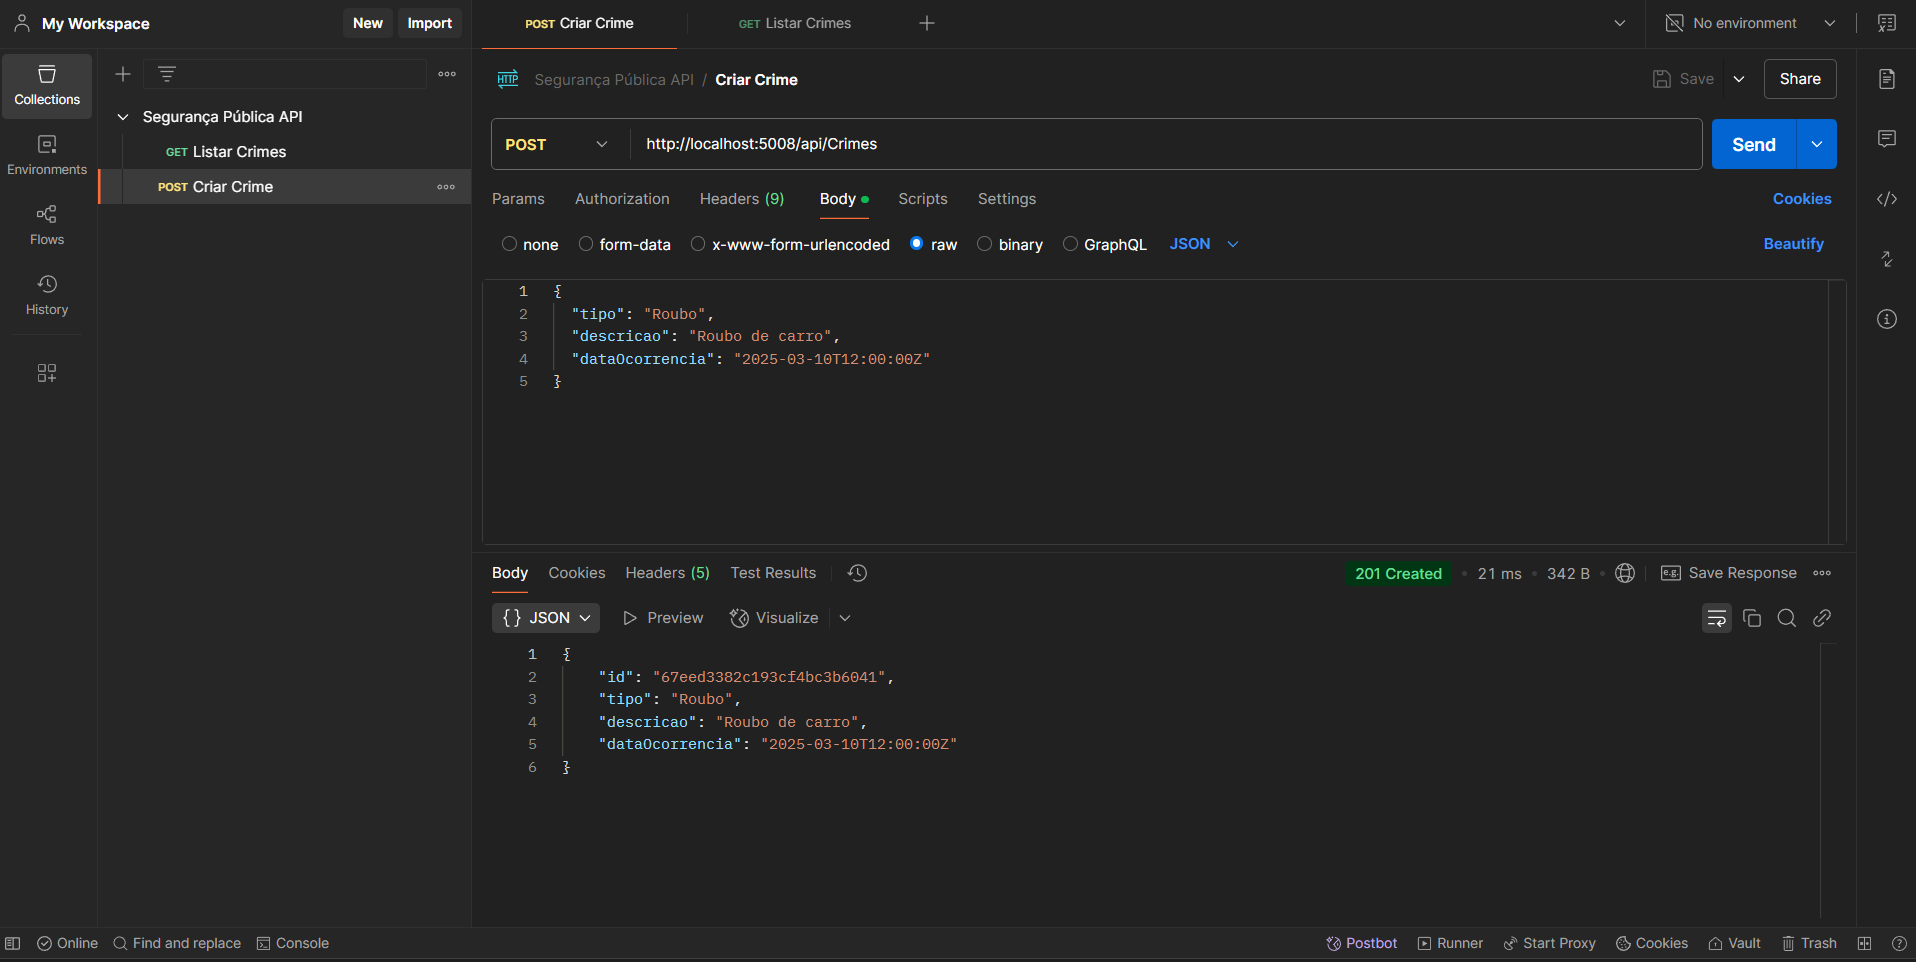 My Workspace
New
Import
POST Criar Crime
GET Listar Crimes
No environment
Collections
Environments
Flows
History
Segurança Pública API
GET Listar Crimes
POST Criar Crime
HTTP Segurança Pública API / Criar Crime
Save
Share
POST
http://localhost:5008/api/Crimes
Send
Params Authorization Headers (9) Body Scripts Settings
Cookies
none form-data x-www-form-urlencoded raw binary GraphQL JSON
Beautify
1 {
2 "tipo": "Roubo",
3 "descricao": "Roubo de carro",
4 "dataOcorrencia": "2025-03-10T12:00:00Z"
5 }
Body Cookies Headers (5) Test Results
201 Created • 21 ms • 342 B •
e.g. Save Response
{} JSON Preview Visualize
1 {
2 "id": "67eed3382c193cf4bc3b6041",
3 "tipo": "Roubo",
4 "descricao": "Roubo de carro",
5 "dataOcorrencia": "2025-03-10T12:00:00Z"
6 }
Online Find and replace Console
Postbot Runner Start Proxy Cookies Vault Trash